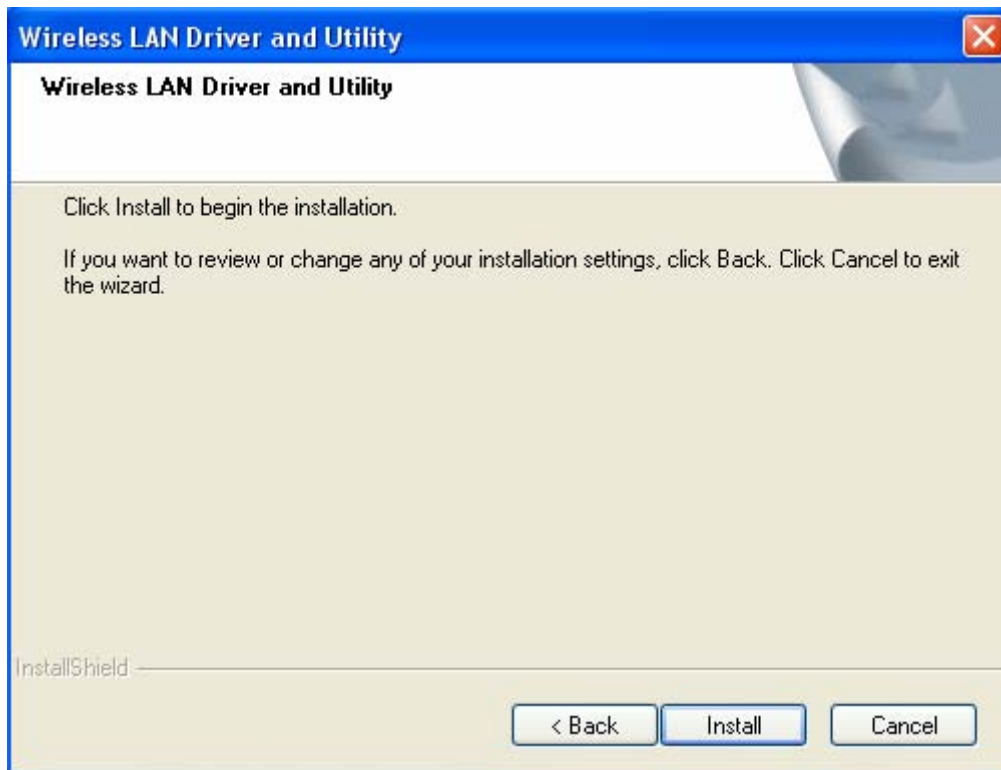 Wireless LAN Driver and Utility
Wireless LAN Driver and Utility
Click Install to begin the installation.
If you want to review or change any of your installation settings, click Back. Click Cancel to exit
the wizard.
InstallShield
< Back
Install
Cancel